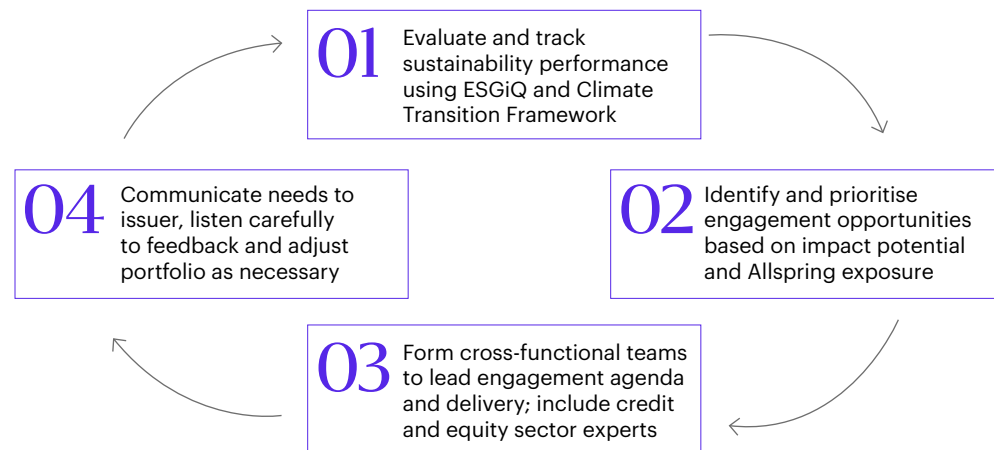 01
Evaluate and track
sustainability performance
using ESGiQ and Climate
Transition Framework
02
Identify and prioritise
engagement opportunities
based on impact potential
and Allspring exposure
03
Form cross-functional teams
to lead engagement agenda
and delivery; include credit
and equity sector experts
04
Communicate needs to
issuer, listen carefully
to feedback and adjust
portfolio as necessary